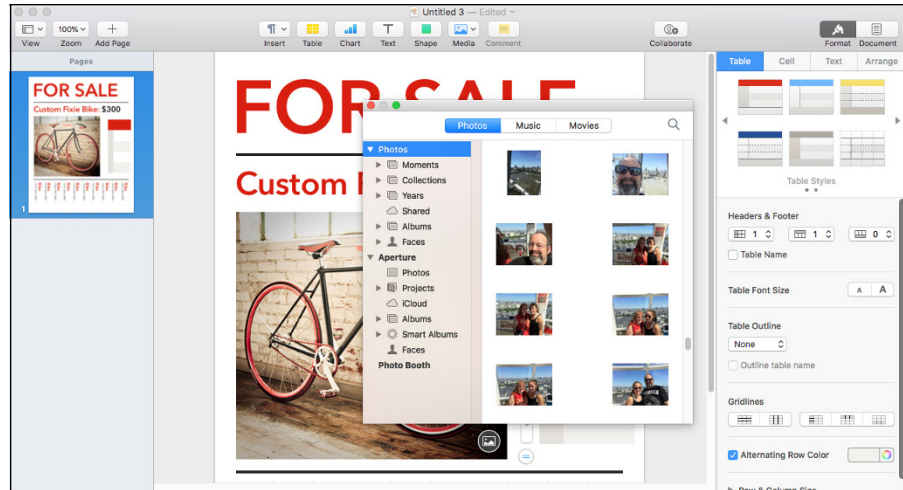 Untitled 3 — Edited
100%
View Zoom Add Page
Insert Table Chart Text Shape Media Comment
Collaborate
Format Document
Pages
FOR SALE
Custom Fixie Bike: $300
1
FOR SALE
Custom F
Photos Music Movies
Photos
Moments
Collections
Years
Shared
Albums
Faces
Aperture
Photos
Projects
iCloud
Albums
Smart Albums
Faces
Photo Booth
Table Cell Text Arrange
Table Styles
Headers & Footer
1 1 0
Table Name
Table Font Size A A
Table Outline
None
Outline table name
Gridlines
Alternating Row Color
Row & Column Size